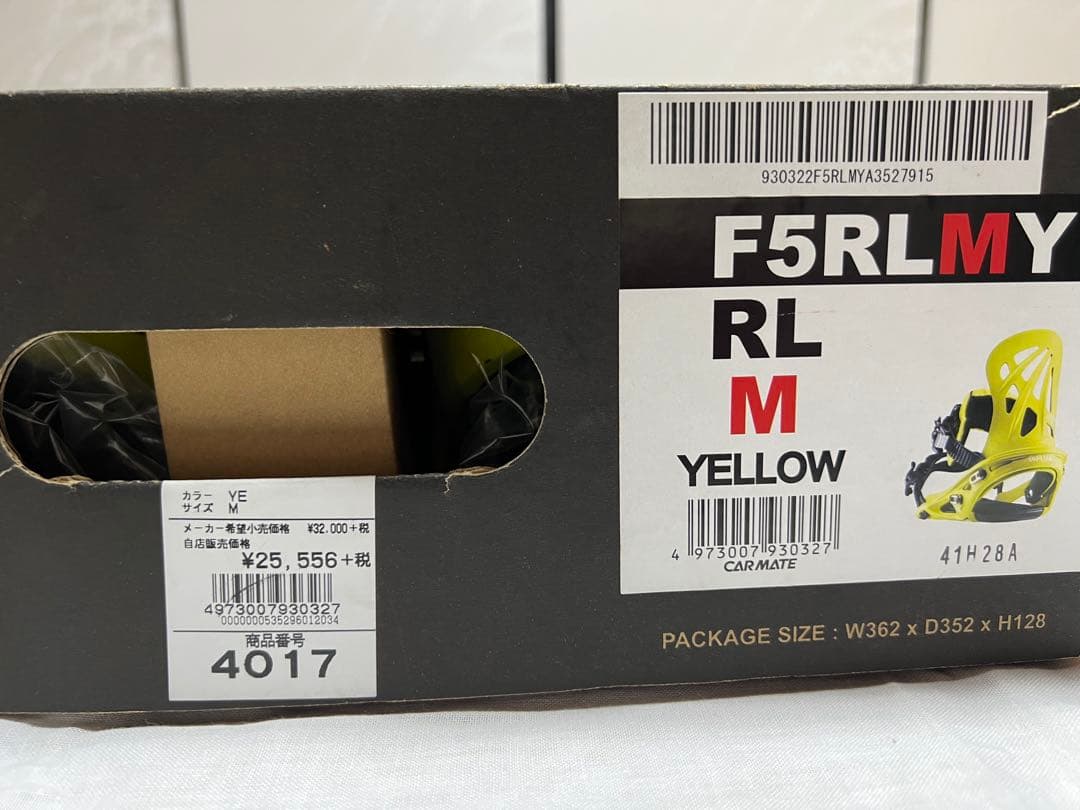 930322F5RLMYA3527915
F5RLMY
RL
M
YELLOW
4 973007 930327
CARMATE
41H28A
PACKAGE SIZE : W362 x D352 x H128
カラー YE
サイズ M
メーカー希望小売価格 ¥32,000+税
自店販売価格
¥25,556+税
4973007930327
0000000535296012034
商品番号
4017